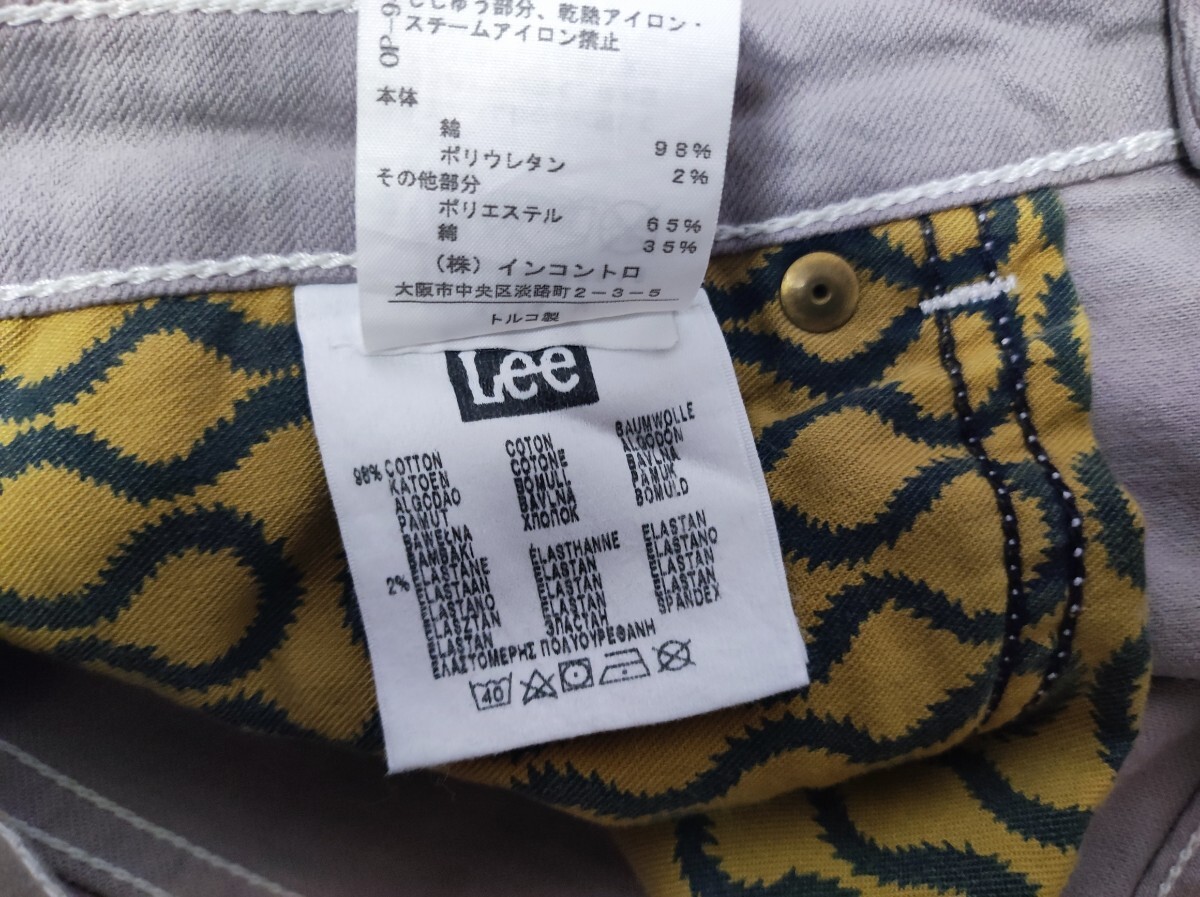 OP-9
ししゅう部分、乾熱アイロン・
スチームアイロン禁止
本体
綿 98%
ポリウレタン 2%
その他部分
ポリエステル 65%
綿 35%
(株)インコントロ
大阪市中央区淡路町2-3-5
トルコ製
Lee
98% COTTON COTON BAUMWOLLE
KATOEN COTONE ALGODÓN
ALGODAO BOMULL BAVLNA
PAMUT BAVLNA PAMUK
BAWEŁNA ХЛОПОК BOMULD
BAMBAKI
2% ELASTANE ÉLASTHANNE ELASTAN
ELASTAAN ELASTAN ELASTANO
ELASTANO ELASTAN ELASTAN
ELASZTAN ELASTAN ELASTAN
ELASTAN ЭЛАСТАН SPANDEX
ΕΛΑΣΤΟΜΕΡΗΣ ΠΟΛΥΟΥΡΕΘΑΝΗ
40